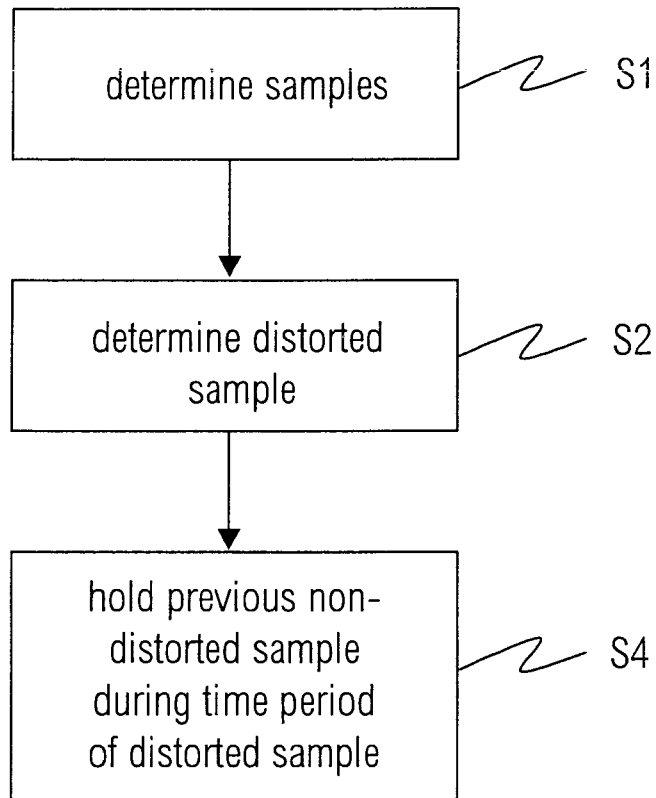 determine samples
S1
determine distorted
sample
S2
hold previous non-
distorted sample
during time period
of distorted sample
S4